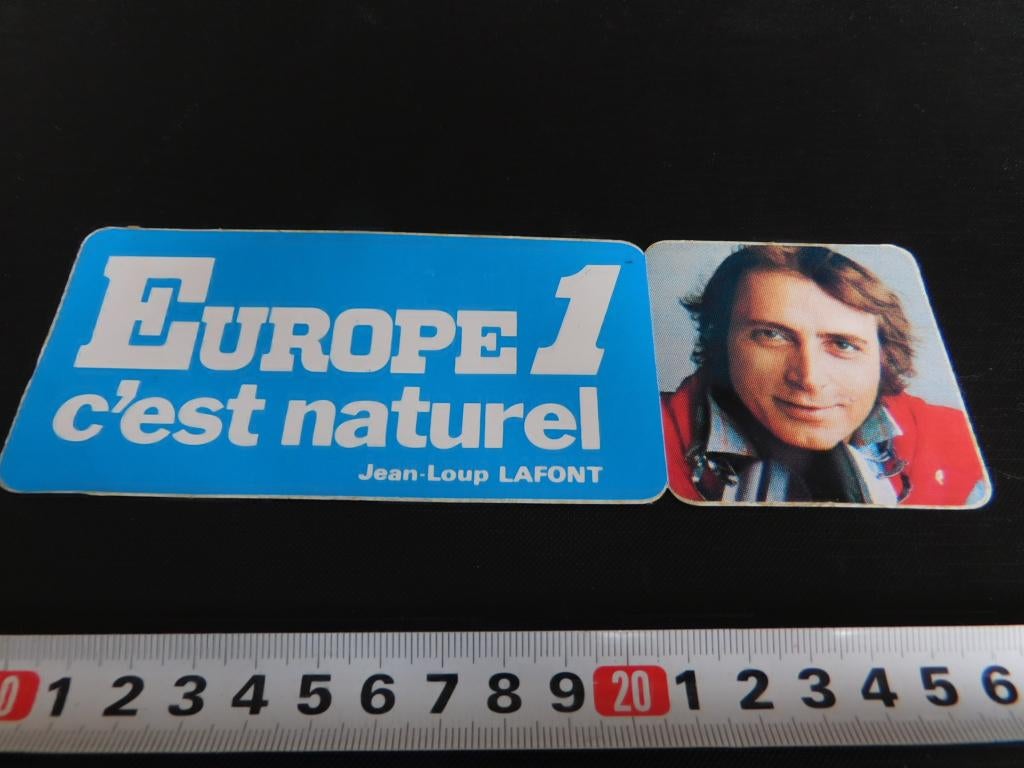 EUROPE 1
c'est naturel
Jean-Loup LAFONT
0 1 2 3 4 5 6 7 8 9 20 1 2 3 4 5 6